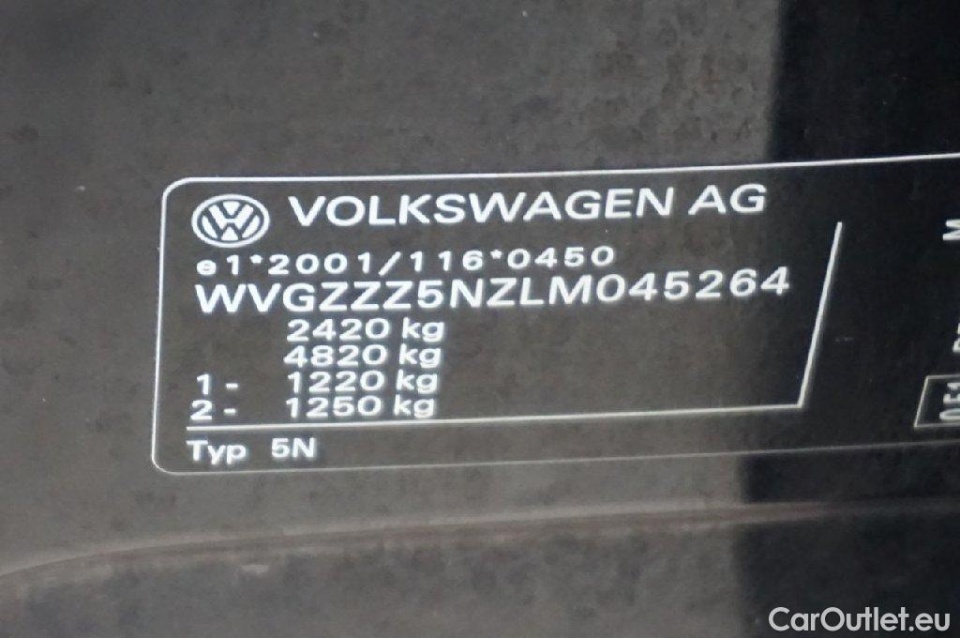 VOLKSWAGEN AG
e1*2001/116*0450
WVGZZZ5NZLM045264
2420 kg
4820 kg
1 - 1220 kg
2 - 1250 kg
Typ 5N
M
CarOutlet.eu